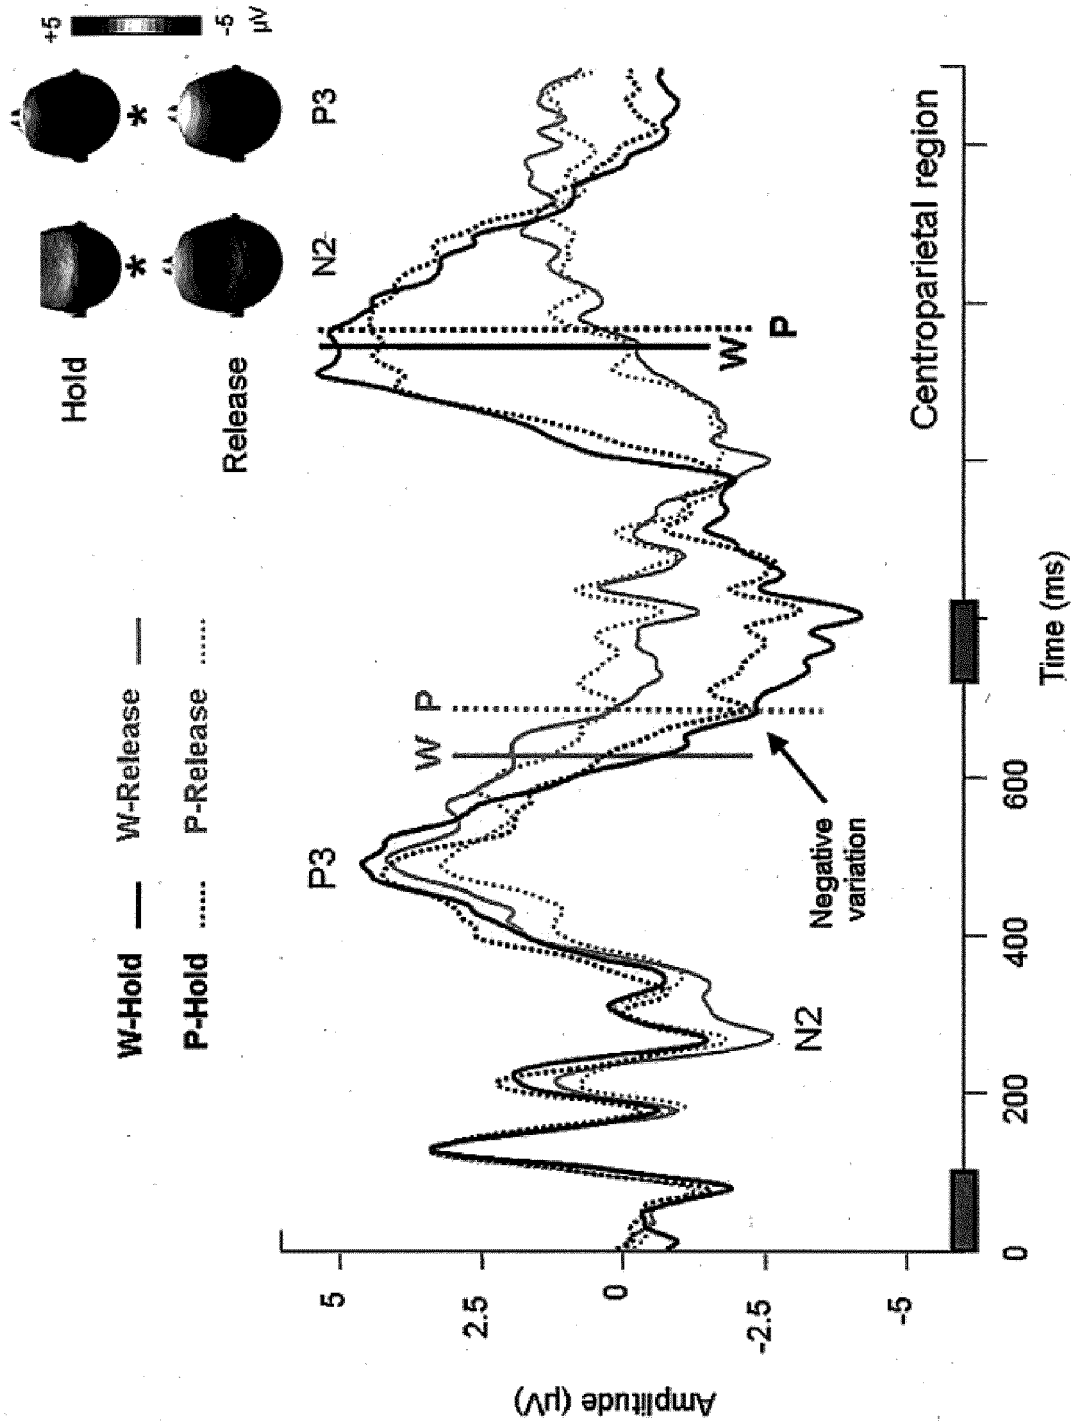 W-Hold W-Release
P-Hold P-Release
Hold
Release
N2 P3
* *
+5
-5
µV
P3
W P
W
P
N2
Negative
variation
Centroparietal region
Amplitude (µV)
5
2.5
0
-2.5
-5
0 200 400 600
Time (ms)